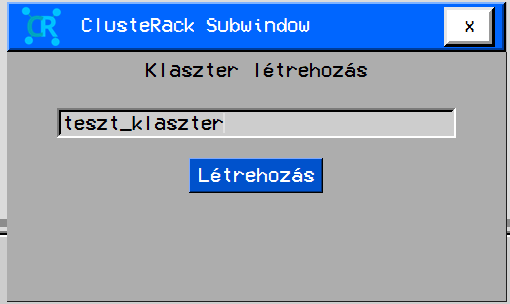 CR
ClusteRack Subwindow
x
Klaszter létrehozás
teszt_klaszter
Létrehozás